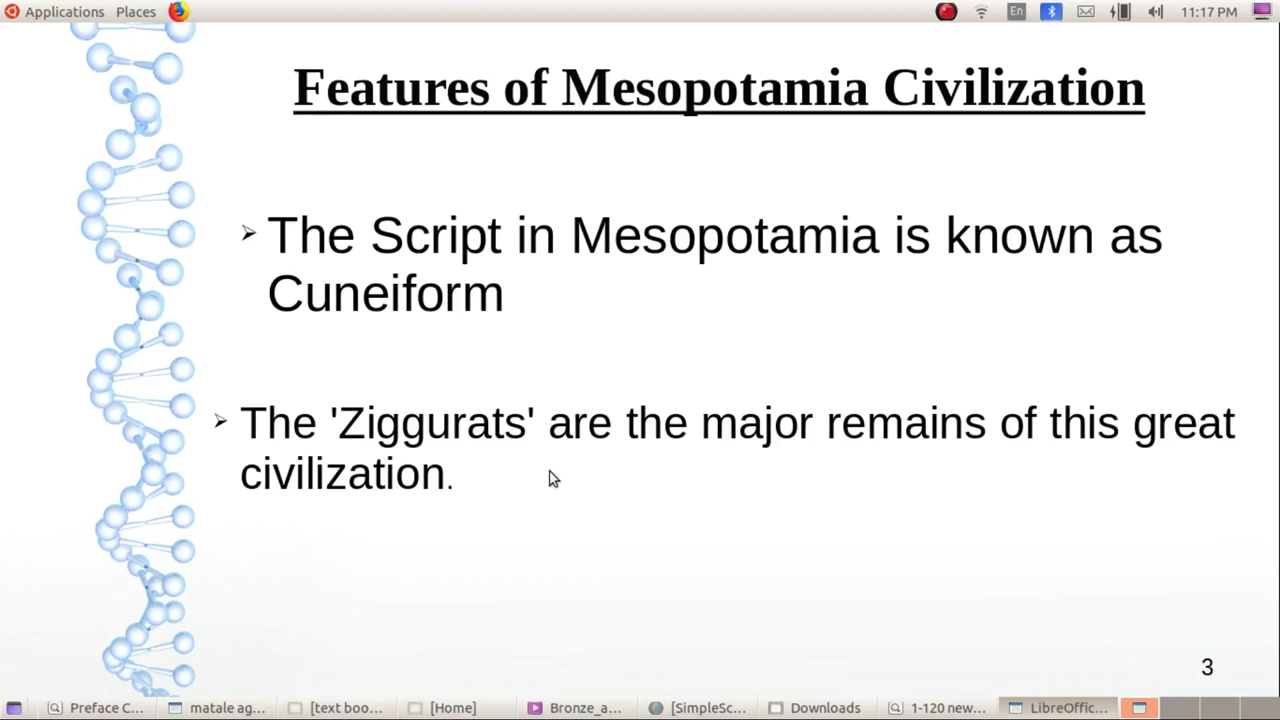 Applications Places En 11:17 PM
Features of Mesopotamia Civilization
The Script in Mesopotamia is known as
Cuneiform
The 'Ziggurats' are the major remains of this great
civilization.
3
Preface C... matale ag... [text boo... [Home] Bronze_a... [SimpleSc... Downloads 1-120 new... LibreOffic...